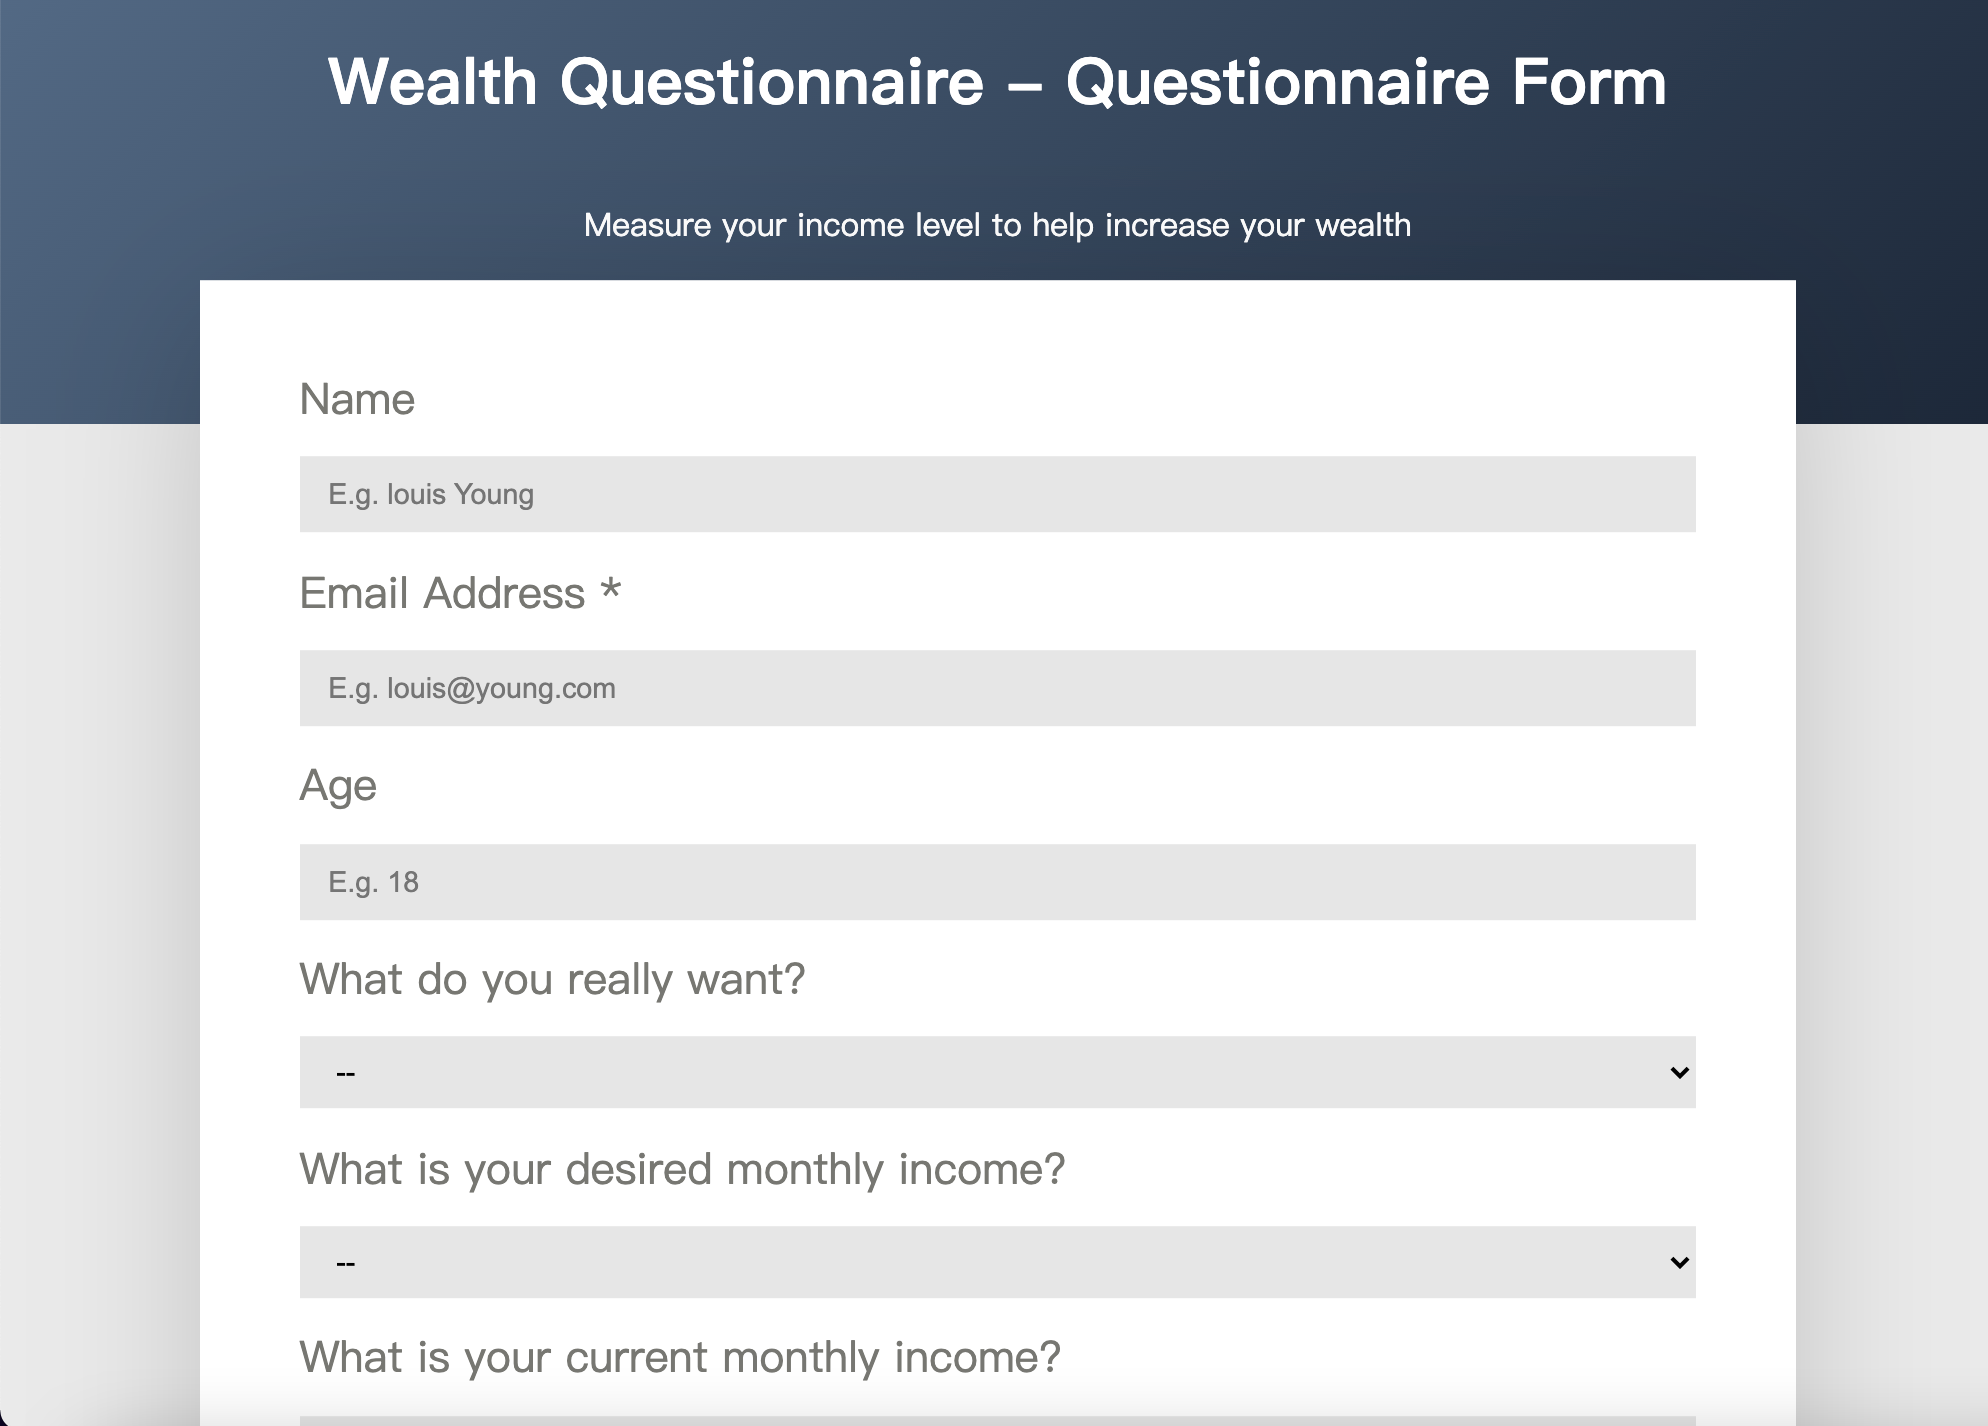 Wealth Questionnaire – Questionnaire Form
Measure your income level to help increase your wealth
Name
E.g. louis Young
Email Address *
E.g. louis@young.com
Age
E.g. 18
What do you really want?
--
What is your desired monthly income?
--
What is your current monthly income?